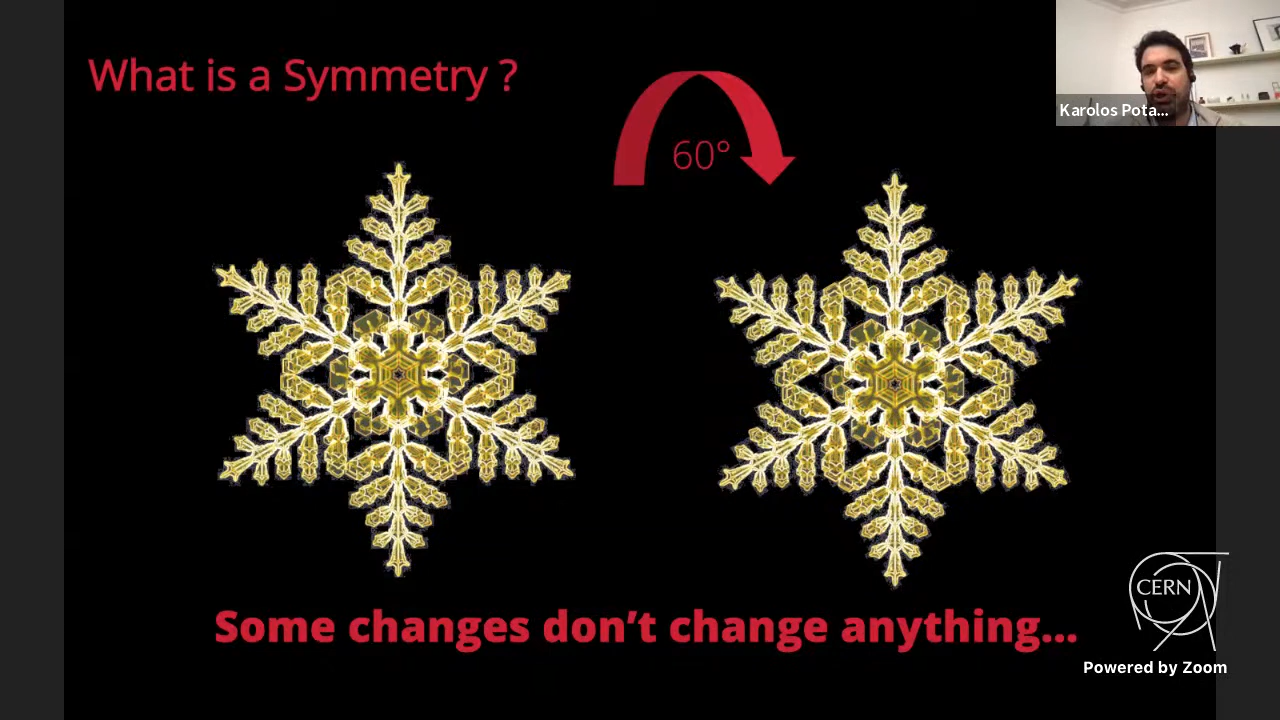 What is a Symmetry ?
60°
Karolos Pota...
Some changes don't change anything...
CERN
Powered by Zoom